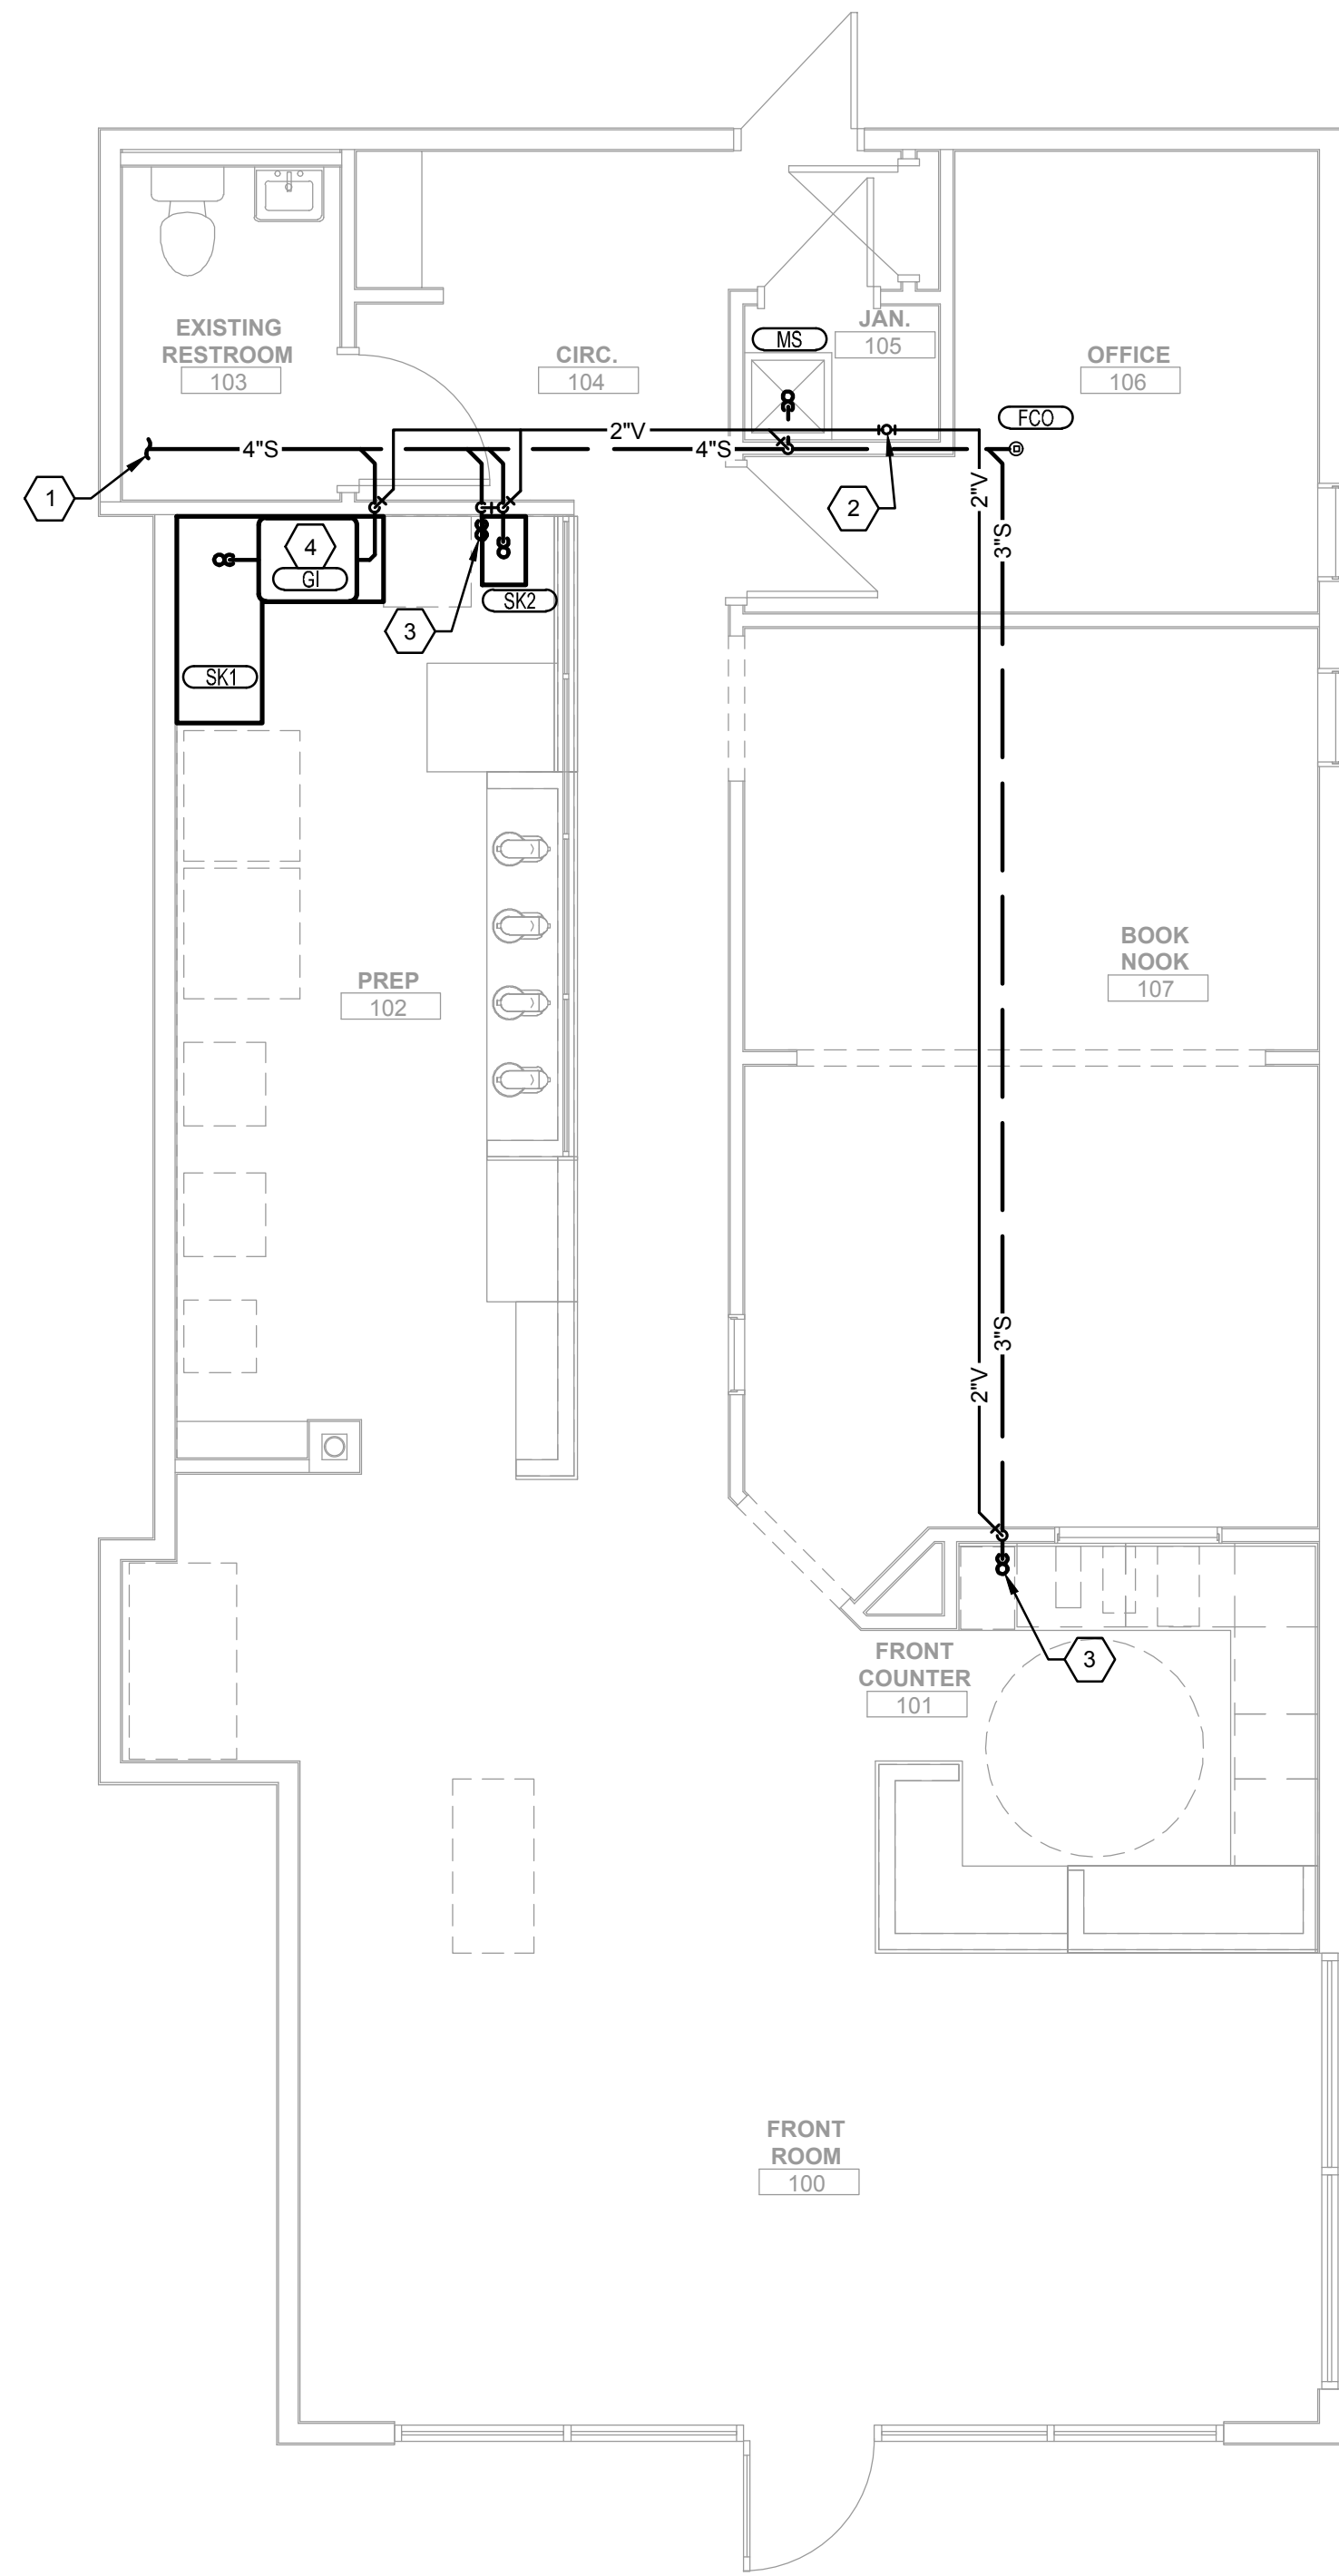 EXISTING
RESTROOM
103
CIRC.
104
MS
JAN.
105
OFFICE
106
FCO
2"V
4"S
4"S
1
2
2"V
3"S
4
GI
SK2
3
SK1
BOOK
NOOK
107
PREP
102
3"S
2"V
3
FRONT
COUNTER
101
FRONT
ROOM
100